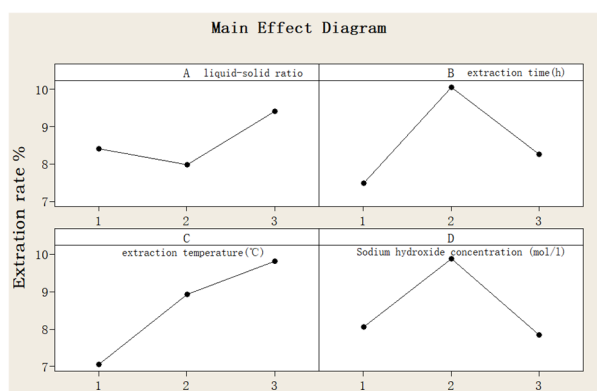 Main Effect Diagram
A liquid-solid ratio
B extraction time(h)
10
9
8
7
1 2 3
1 2 3
Extration rate %
C
extraction temperature(℃)
D
Sodium hydroxide concentration (mol/l)
10
9
8
7
1 2 3
1 2 3